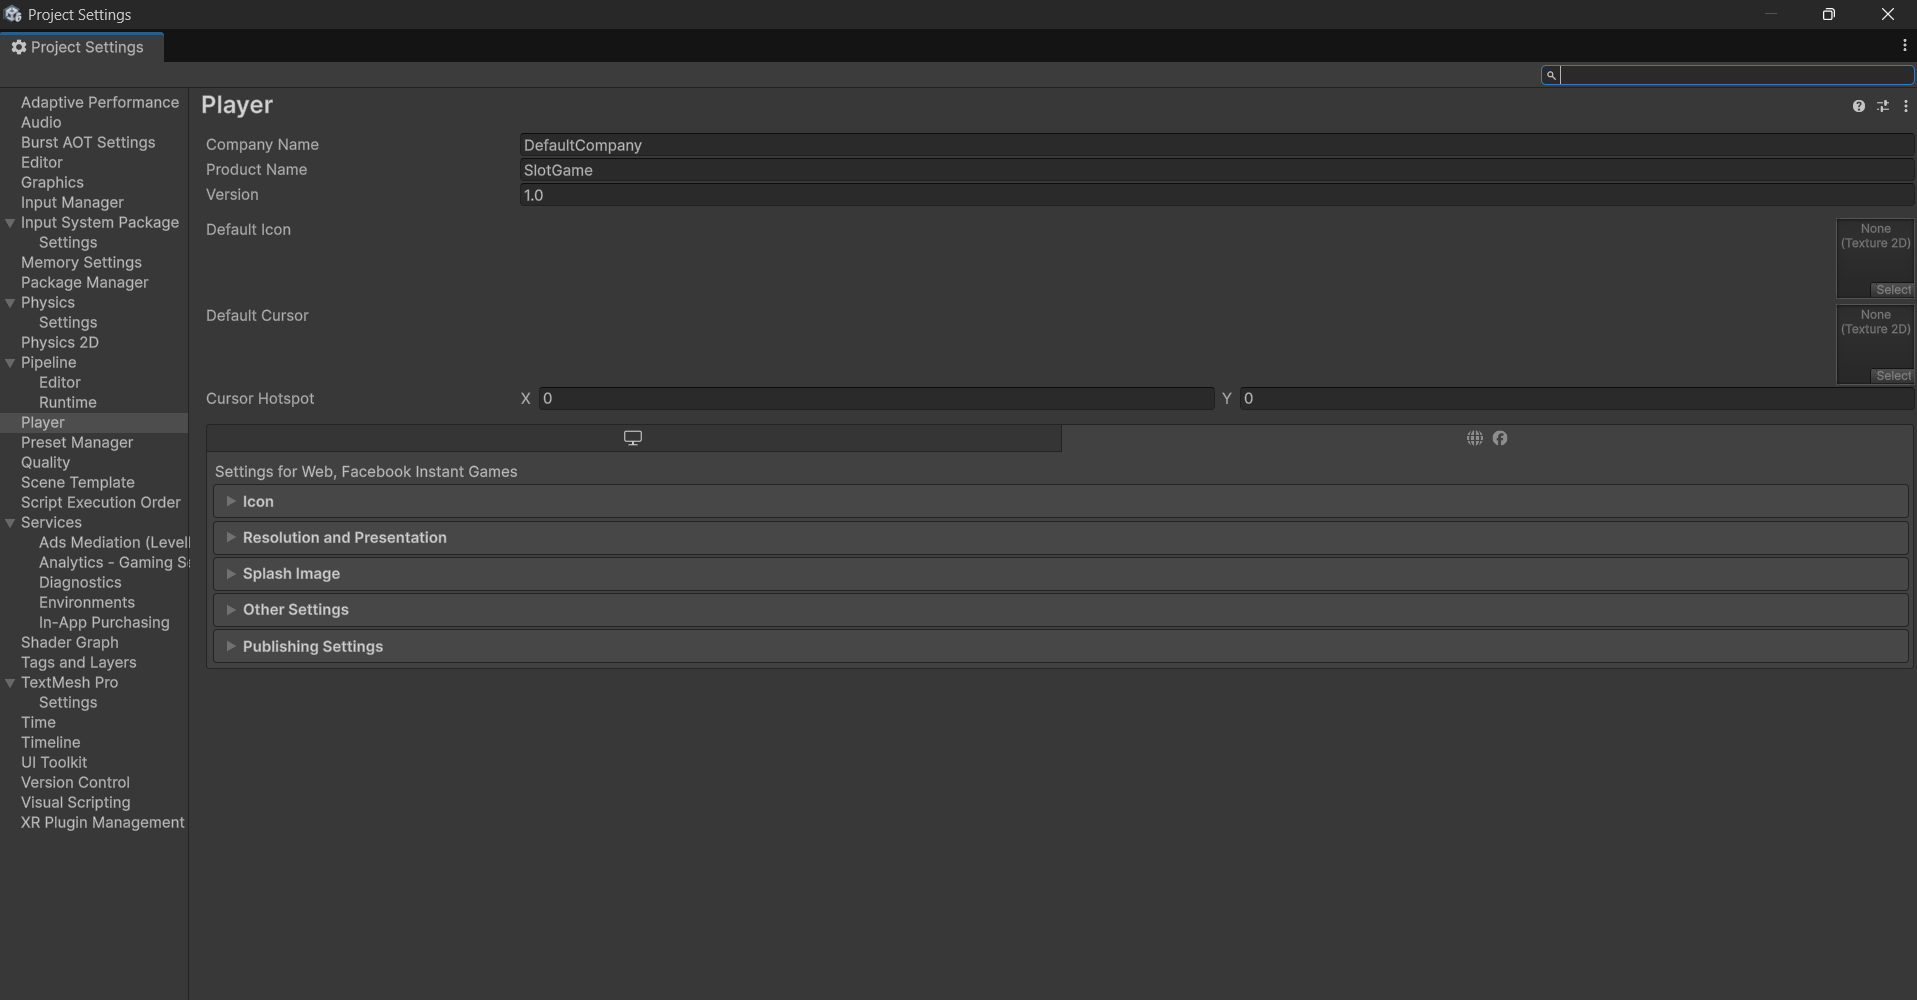 Project Settings
Project Settings
Adaptive Performance
Audio
Burst AOT Settings
Editor
Graphics
Input Manager
Input System Package
Settings
Memory Settings
Package Manager
Physics
Settings
Physics 2D
Pipeline
Editor
Runtime
Player
Preset Manager
Quality
Scene Template
Script Execution Order
Services
Ads Mediation (Level
Analytics - Gaming S
Diagnostics
Environments
In-App Purchasing
Shader Graph
Tags and Layers
TextMesh Pro
Settings
Time
Timeline
UI Toolkit
Version Control
Visual Scripting
XR Plugin Management
Player
Company Name DefaultCompany
Product Name SlotGame
Version 1.0
Default Icon
None
(Texture 2D)
Select
Default Cursor
None
(Texture 2D)
Select
Cursor Hotspot X 0 Y 0
Settings for Web, Facebook Instant Games
Icon
Resolution and Presentation
Splash Image
Other Settings
Publishing Settings